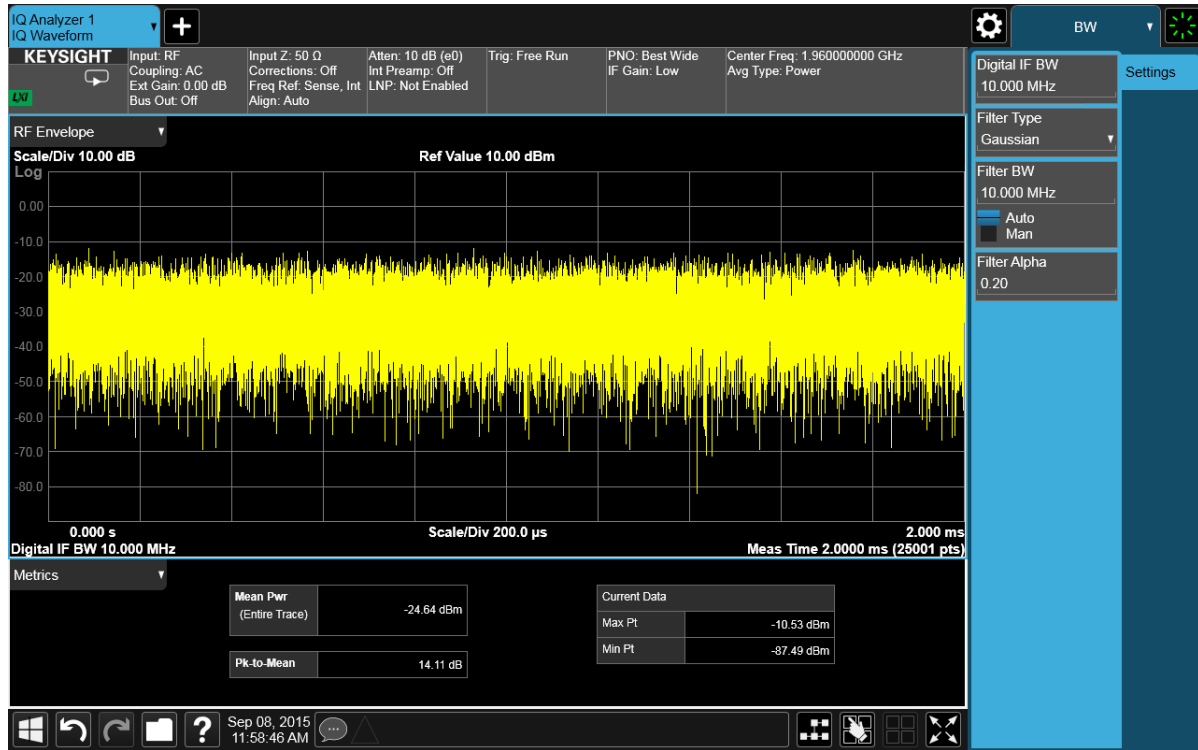 IQ Analyzer 1
IQ Waveform
BW
KEYSIGHT
LXI
Input: RF
Coupling: AC
Ext Gain: 0.00 dB
Bus Out: Off
Input Z: 50 Ω
Corrections: Off
Freq Ref: Sense, Int
Align: Auto
Atten: 10 dB (e0)
Int Preamp: Off
LNP: Not Enabled
Trig: Free Run
PNO: Best Wide
IF Gain: Low
Center Freq: 1.960000000 GHz
Avg Type: Power
RF Envelope
Scale/Div 10.00 dB
Ref Value 10.00 dBm
Log
0.00
-10.0
-20.0
-30.0
-40.0
-50.0
-60.0
-70.0
-80.0
0.000 s
Scale/Div 200.0 µs
2.000 ms
Digital IF BW 10.000 MHz
Meas Time 2.0000 ms (25001 pts)
Metrics
Mean Pwr
(Entire Trace)
-24.64 dBm
Pk-to-Mean
14.11 dB
Current Data
Max Pt
-10.53 dBm
Min Pt
-87.49 dBm
Digital IF BW
10.000 MHz
Filter Type
Gaussian
Filter BW
10.000 MHz
Auto
Man
Filter Alpha
0.20
Settings
?
Sep 08, 2015
11:58:46 AM